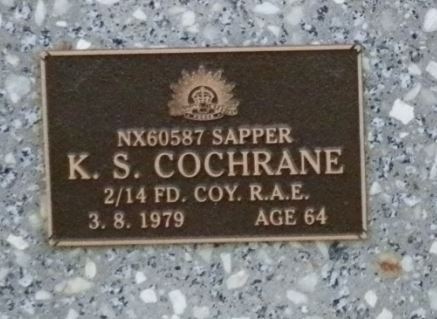 NX60587 SAPPER
K. S. COCHRANE
2/14 FD. COY. R.A.E.
3. 8. 1979 AGE 64